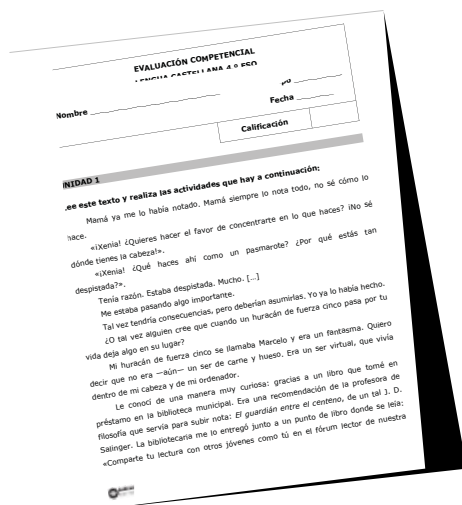 EVALUACIÓN COMPETENCIAL
LENGUA CASTELLANA 4.º ESO
Nombre
Fecha
Calificación
UNIDAD 1
Lee este texto y realiza las actividades que hay a continuación:
Mamá ya me lo había notado. Mamá siempre lo nota todo, no sé cómo lo
hace.
«¡Xenia! ¿Quieres hacer el favor de concentrarte en lo que haces? ¡No sé
dónde tienes la cabeza!».
«¡Xenia! ¿Qué haces ahí como un pasmarote? ¿Por qué estás tan
despistada?».
Tenía razón. Estaba despistada. Mucho. [...]
Me estaba pasando algo importante.
Tal vez tendría consecuencias, pero deberían asumirlas. Yo ya lo había hecho.
¿O tal vez alguien cree que cuando un huracán de fuerza cinco pasa por tu
vida deja algo en su lugar?
Mi huracán de fuerza cinco se llamaba Marcelo y era un fantasma. Quiero
decir que no era —aún— un ser de carne y hueso. Era un ser virtual, que vivía
dentro de mi cabeza y de mi ordenador.
Le conocí de una manera muy curiosa: gracias a un libro que tomé en
préstamo en la biblioteca municipal. Era una recomendación de la profesora de
filosofía que servía para subir nota: El guardián entre el centeno, de un tal J. D.
Salinger. La bibliotecaria me lo entregó junto a un punto de libro donde se leía:
«Comparte tu lectura con otros jóvenes como tú en el fórum lector de nuestra